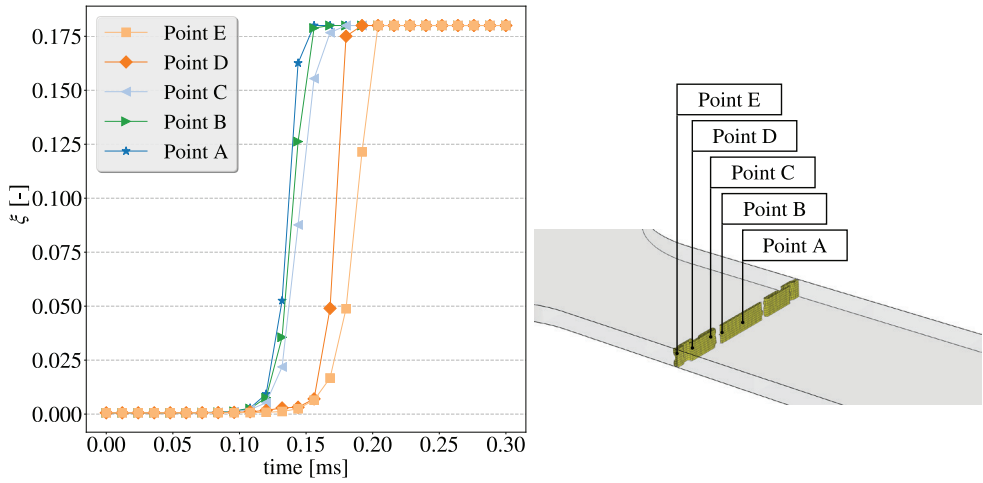 0.175
0.150
0.125
0.100
0.075
0.050
0.025
0.000
ξ [-]
0.00 0.05 0.10 0.15 0.20 0.25 0.30
time [ms]
Point E
Point D
Point C
Point B
Point A
Point E
Point D
Point C
Point B
Point A